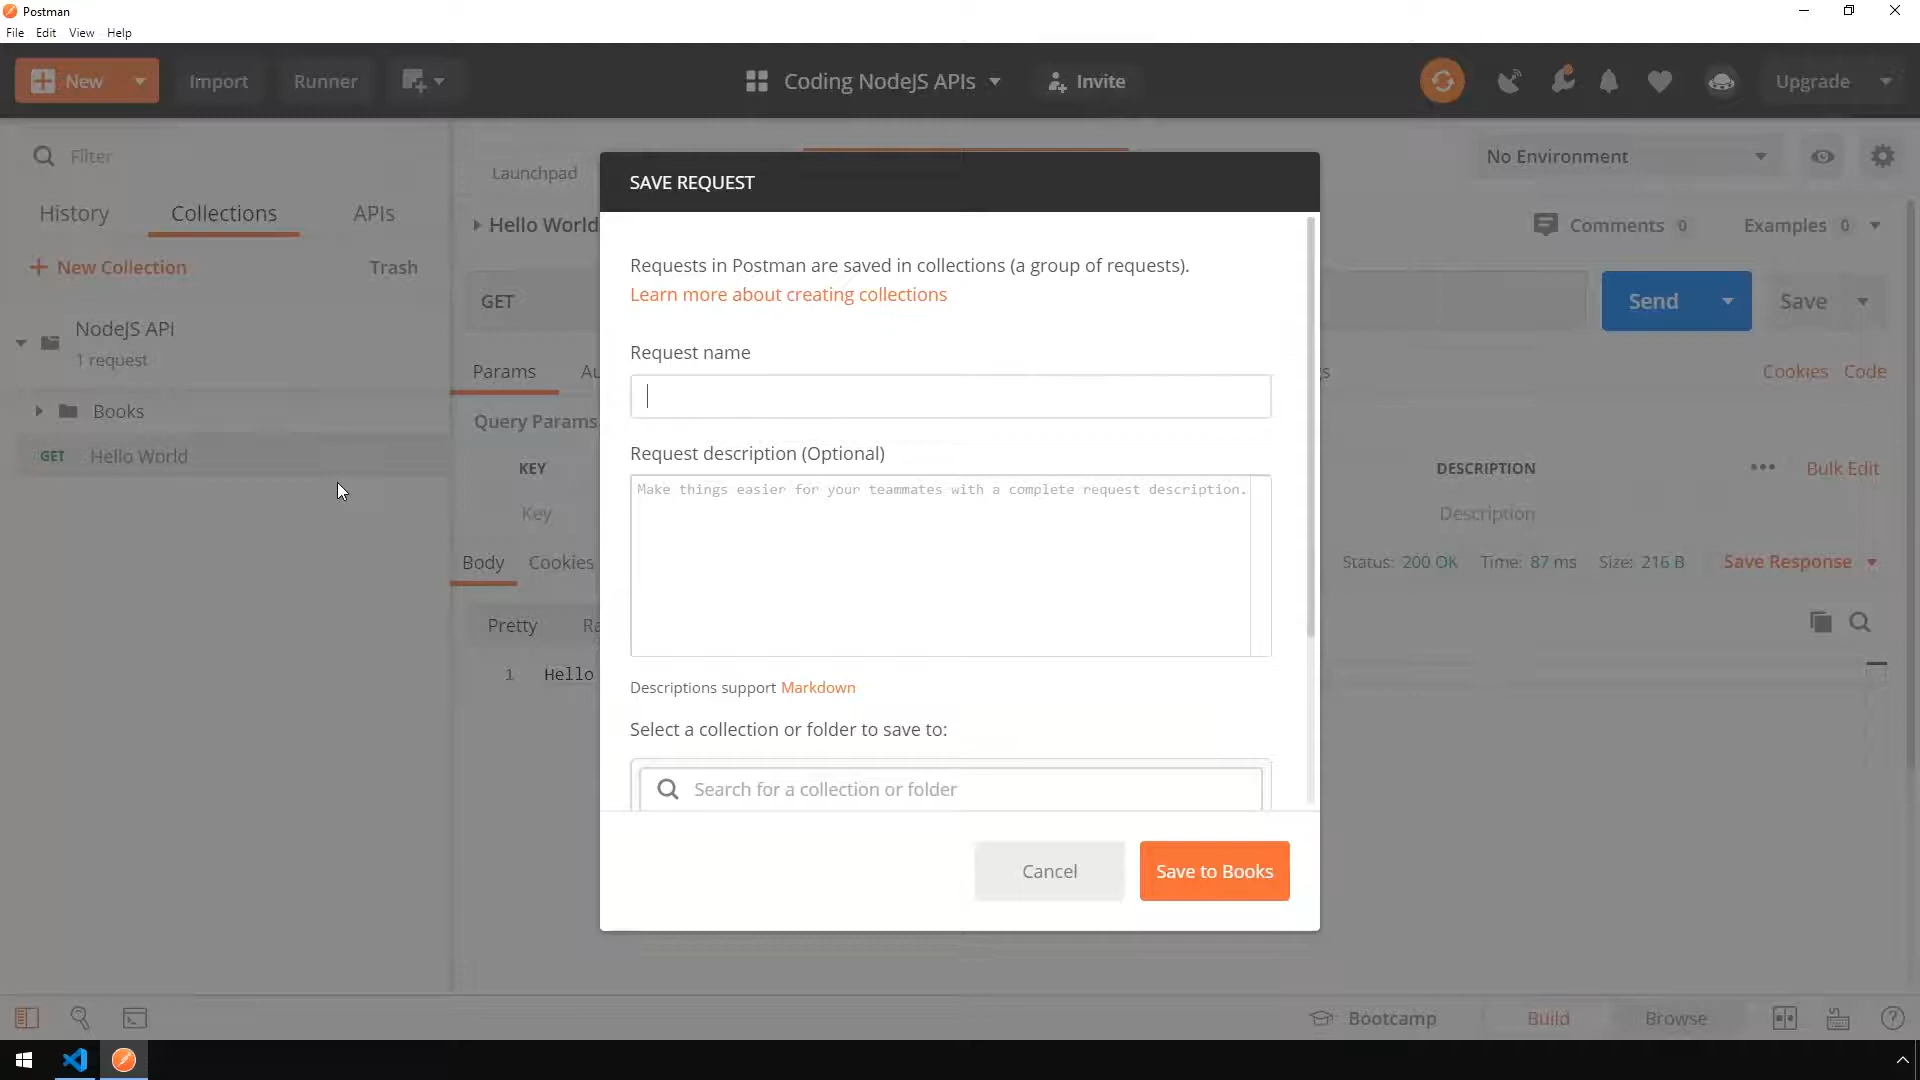 Postman
File Edit View Help
New Import Runner Coding NodeJS APIs Invite Upgrade
Filter
Launchpad
No Environment
SAVE REQUEST
History Collections APIs
Hello World
Comments 0 Examples 0
New Collection Trash
Requests in Postman are saved in collections (a group of requests).
Learn more about creating collections
GET
Send Save
NodeJS API
1 request
Request name
Params Au
gs
Cookies Code
Books
Query Params
Request description (Optional)
GET Hello World
KEY
DESCRIPTION
Bulk Edit
Make things easier for your teammates with a complete request description.
Key
Description
Body Cookies
Status: 200 OK Time: 87 ms Size: 216 B Save Response
Pretty Ra
1 Hello
Descriptions support Markdown
Select a collection or folder to save to:
Search for a collection or folder
Cancel Save to Books
Bootcamp Build Browse